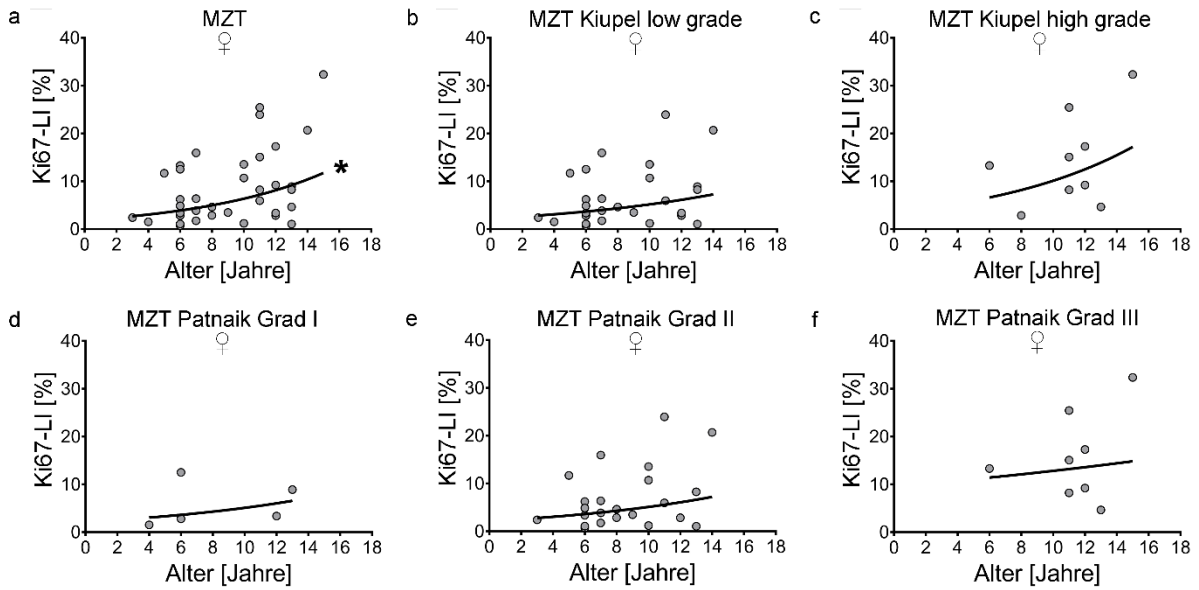 a
MZT
♀
Ki67-LI [%]
40
30
20
10
0
*
0 2 4 6 8 10 12 14 16 18
Alter [Jahre]
b
MZT Kiupel low grade
♀
Ki67-LI [%]
40
30
20
10
0
0 2 4 6 8 10 12 14 16 18
Alter [Jahre]
c
MZT Kiupel high grade
♀
Ki67-LI [%]
40
30
20
10
0
0 2 4 6 8 10 12 14 16 18
Alter [Jahre]
d
MZT Patnaik Grad I
♀
Ki67-LI [%]
40
30
20
10
0
0 2 4 6 8 10 12 14 16 18
Alter [Jahre]
e
MZT Patnaik Grad II
♀
Ki67-LI [%]
40
30
20
10
0
0 2 4 6 8 10 12 14 16 18
Alter [Jahre]
f
MZT Patnaik Grad III
♀
Ki67-LI [%]
40
30
20
10
0
0 2 4 6 8 10 12 14 16 18
Alter [Jahre]